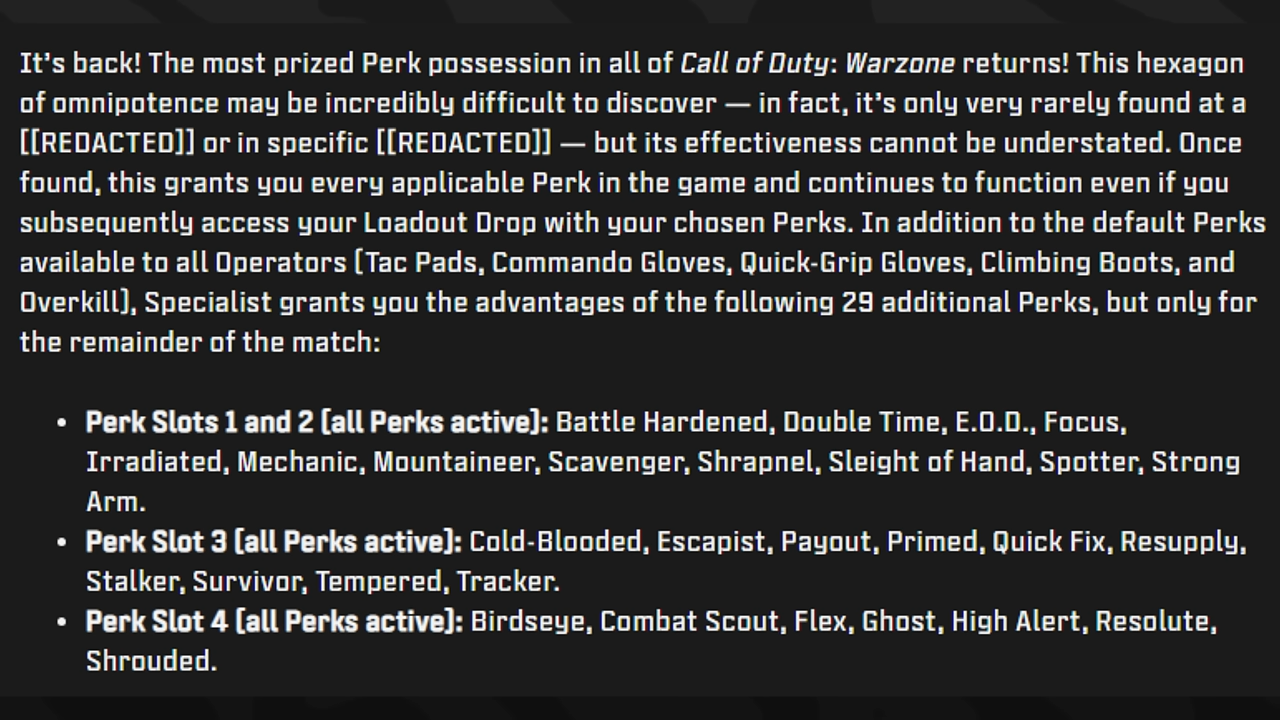 It’s back! The most prized Perk possession in all of Call of Duty: Warzone returns! This hexagon
of omnipotence may be incredibly difficult to discover — in fact, it’s only very rarely found at a
[[REDACTED]] or in specific [[REDACTED]] — but its effectiveness cannot be understated. Once
found, this grants you every applicable Perk in the game and continues to function even if you
subsequently access your Loadout Drop with your chosen Perks. In addition to the default Perks
available to all Operators (Tac Pads, Commando Gloves, Quick-Grip Gloves, Climbing Boots, and
Overkill), Specialist grants you the advantages of the following 29 additional Perks, but only for
the remainder of the match:
• Perk Slots 1 and 2 (all Perks active): Battle Hardened, Double Time, E.O.D., Focus,
Irradiated, Mechanic, Mountaineer, Scavenger, Shrapnel, Sleight of Hand, Spotter, Strong
Arm.
• Perk Slot 3 (all Perks active): Cold-Blooded, Escapist, Payout, Primed, Quick Fix, Resupply,
Stalker, Survivor, Tempered, Tracker.
• Perk Slot 4 (all Perks active): Birdseye, Combat Scout, Flex, Ghost, High Alert, Resolute,
Shrouded.